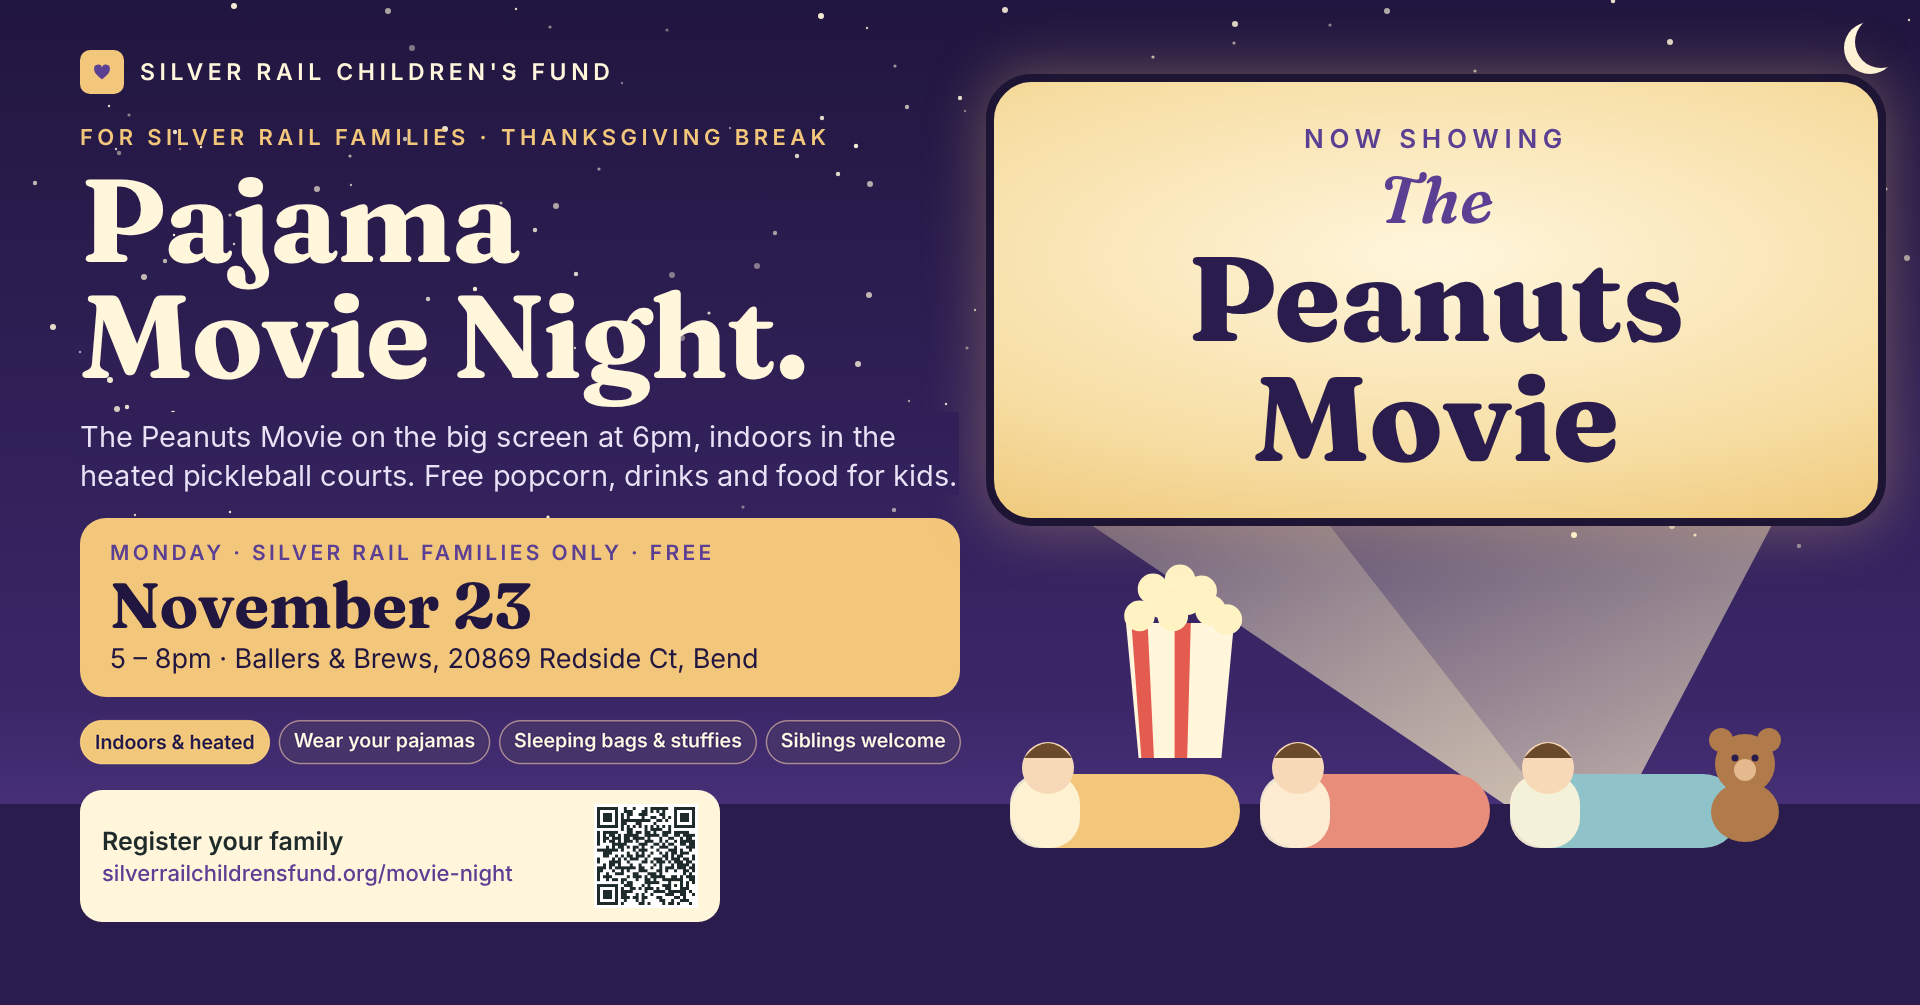 SILVER RAIL CHILDREN'S FUND
FOR SILVER RAIL FAMILIES · THANKSGIVING BREAK
Pajama
Movie Night.
The Peanuts Movie on the big screen at 6pm, indoors in the
heated pickleball courts. Free popcorn, drinks and food for kids.
MONDAY · SILVER RAIL FAMILIES ONLY · FREE
November 23
5 – 8pm · Ballers & Brews, 20869 Redside Ct, Bend
Indoors & heated
Wear your pajamas
Sleeping bags & stuffies
Siblings welcome
Register your family
silverrailchildrensfund.org/movie-night
NOW SHOWING
The
Peanuts
Movie